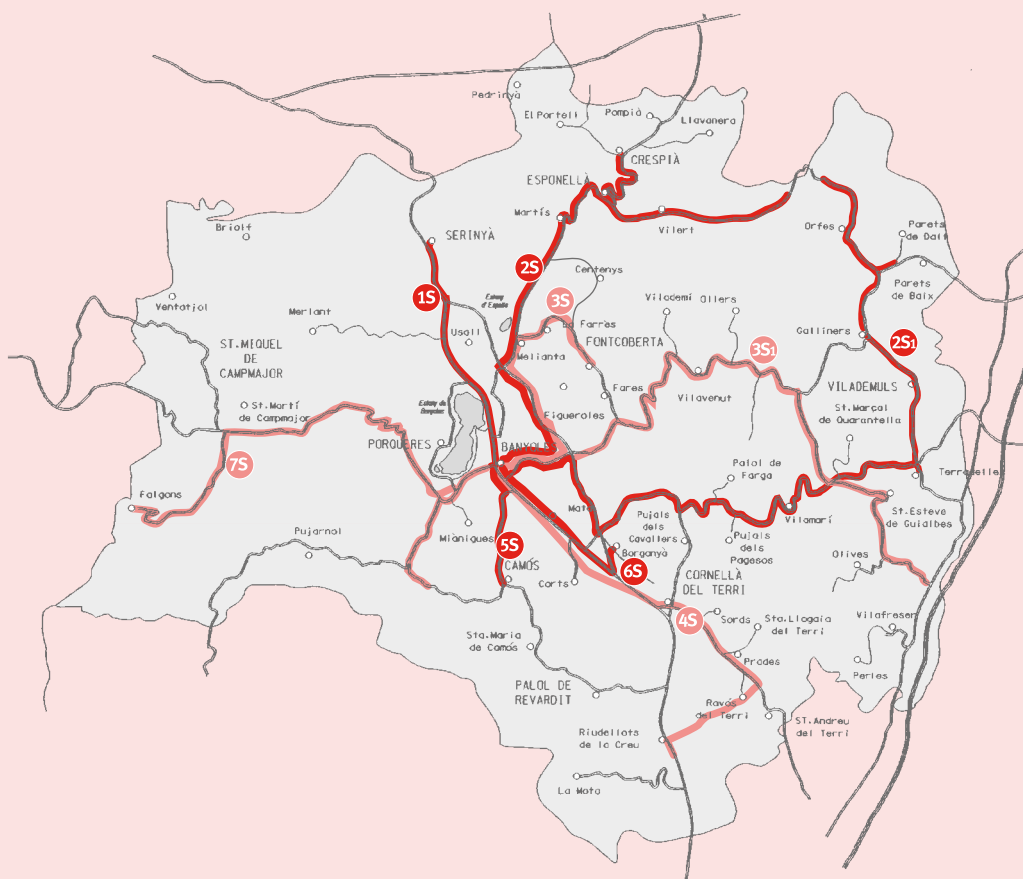 Pedrinyà
El Portell
Pompià
Llavanera
CRESPIÀ
ESPONELLÀ
Martís
Vilert
Orfes
Parets
de Dalt
Briolf
SERINYÀ
2S
Centenys
Parets
de Baix
1S
Ventatjol
Merlant
Usall
3S
Vilademí
Ollers
La Farrès
FONTCOBERTA
Galliners
2S1
3S1
ST.MIQUEL
DE
CAMPMAJOR
Melianta
Fares
Vilavenut
VILADEMULS
St.Marçal
de Quarantella
St.Martí
de Campmajor
Figueroles
PORQUERES
BANYOLES
7S
Palol de
Farga
Terradelles
Falgons
Mata
Pujals
dels
Cavallers
Vilamarí
St.Esteve
de Guialbes
Pujarnol
Miànigues
5S
Borganyà
Pujals
dels
Pagesos
Olives
CAMÓS
Corts
6S
CORNELLÀ
DEL TERRI
4S
Sords
Sta.Llogaia
del Terri
Vilafreser
Sta.Maria
de Camós
Prades
Perles
PALOL DE
REVARDIT
Ravós
del Terri
ST.Andreu
del Terri
Riudellots
de la Creu
La Mota